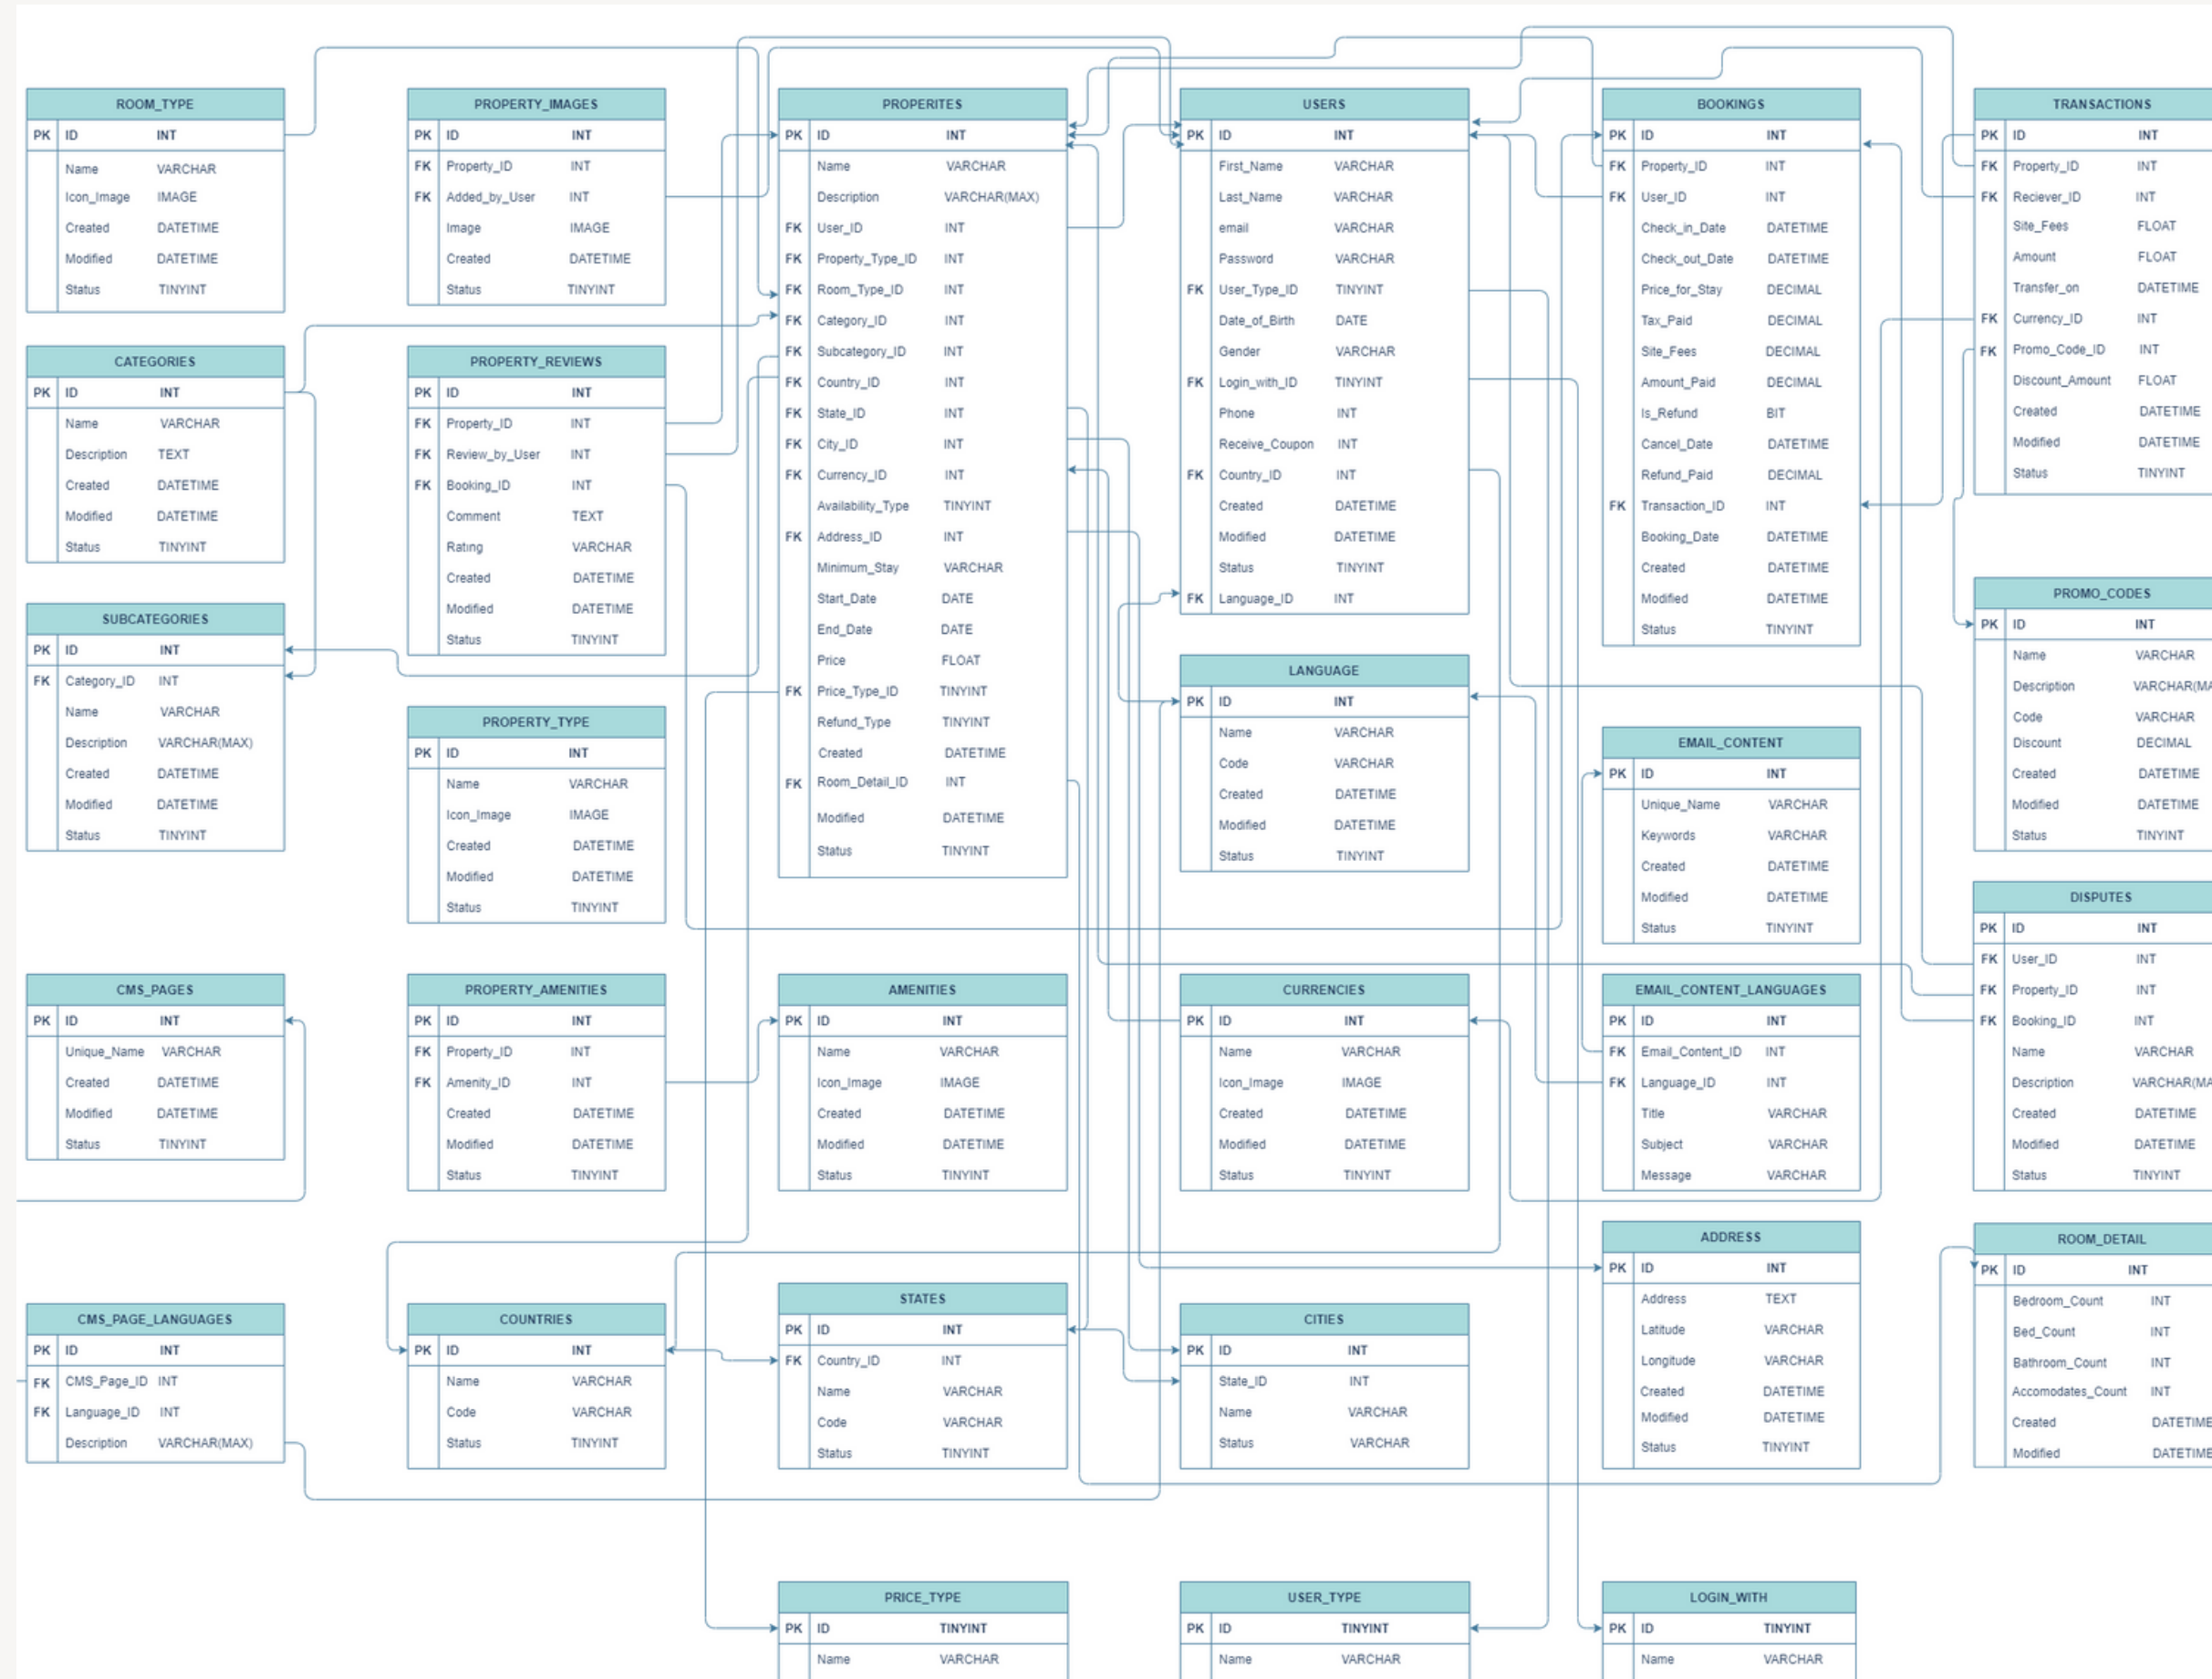 ROOM_TYPE
PK ID INT
Name VARCHAR
Icon_Image IMAGE
Created DATETIME
Modified DATETIME
Status TINYINT
PROPERTY_IMAGES
PK ID INT
FK Property_ID INT
FK Added_by_User INT
Image IMAGE
Created DATETIME
Status TINYINT
PROPERITES
PK ID INT
Name VARCHAR
Description VARCHAR(MAX)
FK User_ID INT
FK Property_Type_ID INT
FK Room_Type_ID INT
FK Category_ID INT
FK Subcategory_ID INT
FK Country_ID INT
FK State_ID INT
FK City_ID INT
FK Currency_ID INT
Availability_Type TINYINT
FK Address_ID INT
Minimum_Stay VARCHAR
Start_Date DATE
End_Date DATE
Price FLOAT
FK Price_Type_ID TINYINT
Refund_Type TINYINT
Created DATETIME
FK Room_Detail_ID INT
Modified DATETIME
Status TINYINT
USERS
PK ID INT
First_Name VARCHAR
Last_Name VARCHAR
email VARCHAR
Password VARCHAR
FK User_Type_ID TINYINT
Date_of_Birth DATE
Gender VARCHAR
FK Login_with_ID TINYINT
Phone INT
Receive_Coupon INT
FK Country_ID INT
Created DATETIME
Modified DATETIME
Status TINYINT
FK Language_ID INT
BOOKINGS
PK ID INT
FK Property_ID INT
FK User_ID INT
Check_in_Date DATETIME
Check_out_Date DATETIME
Price_for_Stay DECIMAL
Tax_Paid DECIMAL
Site_Fees DECIMAL
Amount_Paid DECIMAL
Is_Refund BIT
Cancel_Date DATETIME
Refund_Paid DECIMAL
FK Transaction_ID INT
Booking_Date DATETIME
Created DATETIME
Modified DATETIME
Status TINYINT
TRANSACTIONS
PK ID INT
FK Property_ID INT
FK Reciever_ID INT
Site_Fees FLOAT
Amount FLOAT
Transfer_on DATETIME
FK Currency_ID INT
FK Promo_Code_ID INT
Discount_Amount FLOAT
Created DATETIME
Modified DATETIME
Status TINYINT
CATEGORIES
PK ID INT
Name VARCHAR
Description TEXT
Created DATETIME
Modified DATETIME
Status TINYINT
PROPERTY_REVIEWS
PK ID INT
FK Property_ID INT
FK Review_by_User INT
FK Booking_ID INT
Comment TEXT
Rating VARCHAR
Created DATETIME
Modified DATETIME
Status TINYINT
SUBCATEGORIES
PK ID INT
FK Category_ID INT
Name VARCHAR
Description VARCHAR(MAX)
Created DATETIME
Modified DATETIME
Status TINYINT
PROPERTY_TYPE
PK ID INT
Name VARCHAR
Icon_Image IMAGE
Created DATETIME
Modified DATETIME
Status TINYINT
LANGUAGE
PK ID INT
Name VARCHAR
Code VARCHAR
Created DATETIME
Modified DATETIME
Status TINYINT
EMAIL_CONTENT
PK ID INT
Unique_Name VARCHAR
Keywords VARCHAR
Created DATETIME
Modified DATETIME
Status TINYINT
PROMO_CODES
PK ID INT
Name VARCHAR
Description VARCHAR(MA
Code VARCHAR
Discount DECIMAL
Created DATETIME
Modified DATETIME
Status TINYINT
DISPUTES
PK ID INT
FK User_ID INT
FK Property_ID INT
FK Booking_ID INT
Name VARCHAR
Description VARCHAR(MA
Created DATETIME
Modified DATETIME
Status TINYINT
CMS_PAGES
PK ID INT
Unique_Name VARCHAR
Created DATETIME
Modified DATETIME
Status TINYINT
PROPERTY_AMENITIES
PK ID INT
FK Property_ID INT
FK Amenity_ID INT
Created DATETIME
Modified DATETIME
Status TINYINT
AMENITIES
PK ID INT
Name VARCHAR
Icon_Image IMAGE
Created DATETIME
Modified DATETIME
Status TINYINT
CURRENCIES
PK ID INT
Name VARCHAR
Icon_Image IMAGE
Created DATETIME
Modified DATETIME
Status TINYINT
EMAIL_CONTENT_LANGUAGES
PK ID INT
FK Email_Content_ID INT
FK Language_ID INT
Title VARCHAR
Subject VARCHAR
Message VARCHAR
CMS_PAGE_LANGUAGES
PK ID INT
FK CMS_Page_ID INT
FK Language_ID INT
Description VARCHAR(MAX)
COUNTRIES
PK ID INT
Name VARCHAR
Code VARCHAR
Status TINYINT
STATES
PK ID INT
FK Country_ID INT
Name VARCHAR
Code VARCHAR
Status TINYINT
CITIES
PK ID INT
State_ID INT
Name VARCHAR
Status VARCHAR
ADDRESS
PK ID INT
Address TEXT
Latitude VARCHAR
Longitude VARCHAR
Created DATETIME
Modified DATETIME
Status TINYINT
ROOM_DETAIL
PK ID INT
Bedroom_Count INT
Bed_Count INT
Bathroom_Count INT
Accomodates_Count INT
Created DATETIME
Modified DATETIME
PRICE_TYPE
PK ID TINYINT
Name VARCHAR
USER_TYPE
PK ID TINYINT
Name VARCHAR
LOGIN_WITH
PK ID TINYINT
Name VARCHAR